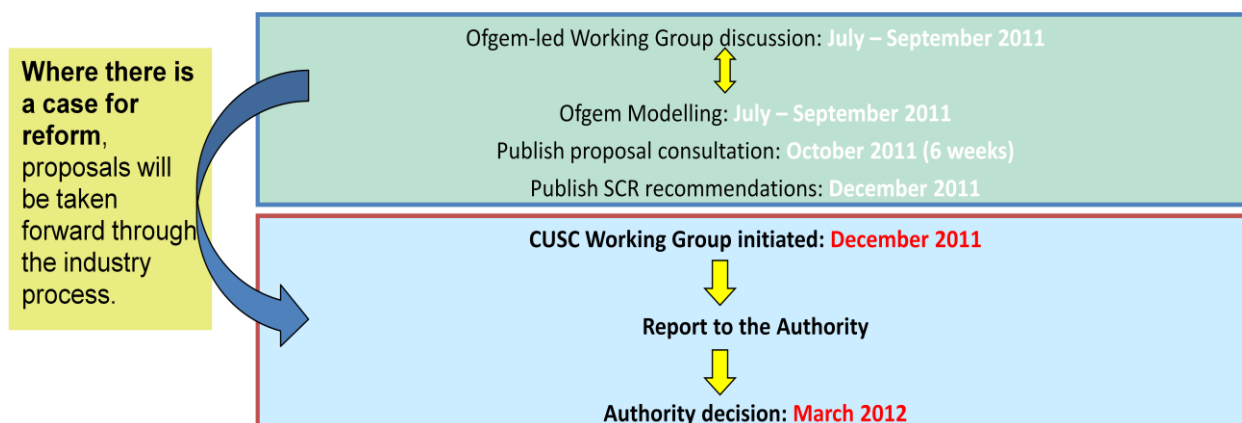 Where there is
a case for
reform,
proposals will
be taken
forward through
the industry
process.
Ofgem-led Working Group discussion: July – September 2011
Ofgem Modelling: July – September 2011
Publish proposal consultation: October 2011 (6 weeks)
Publish SCR recommendations: December 2011
CUSC Working Group initiated: December 2011
Report to the Authority
Authority decision: March 2012